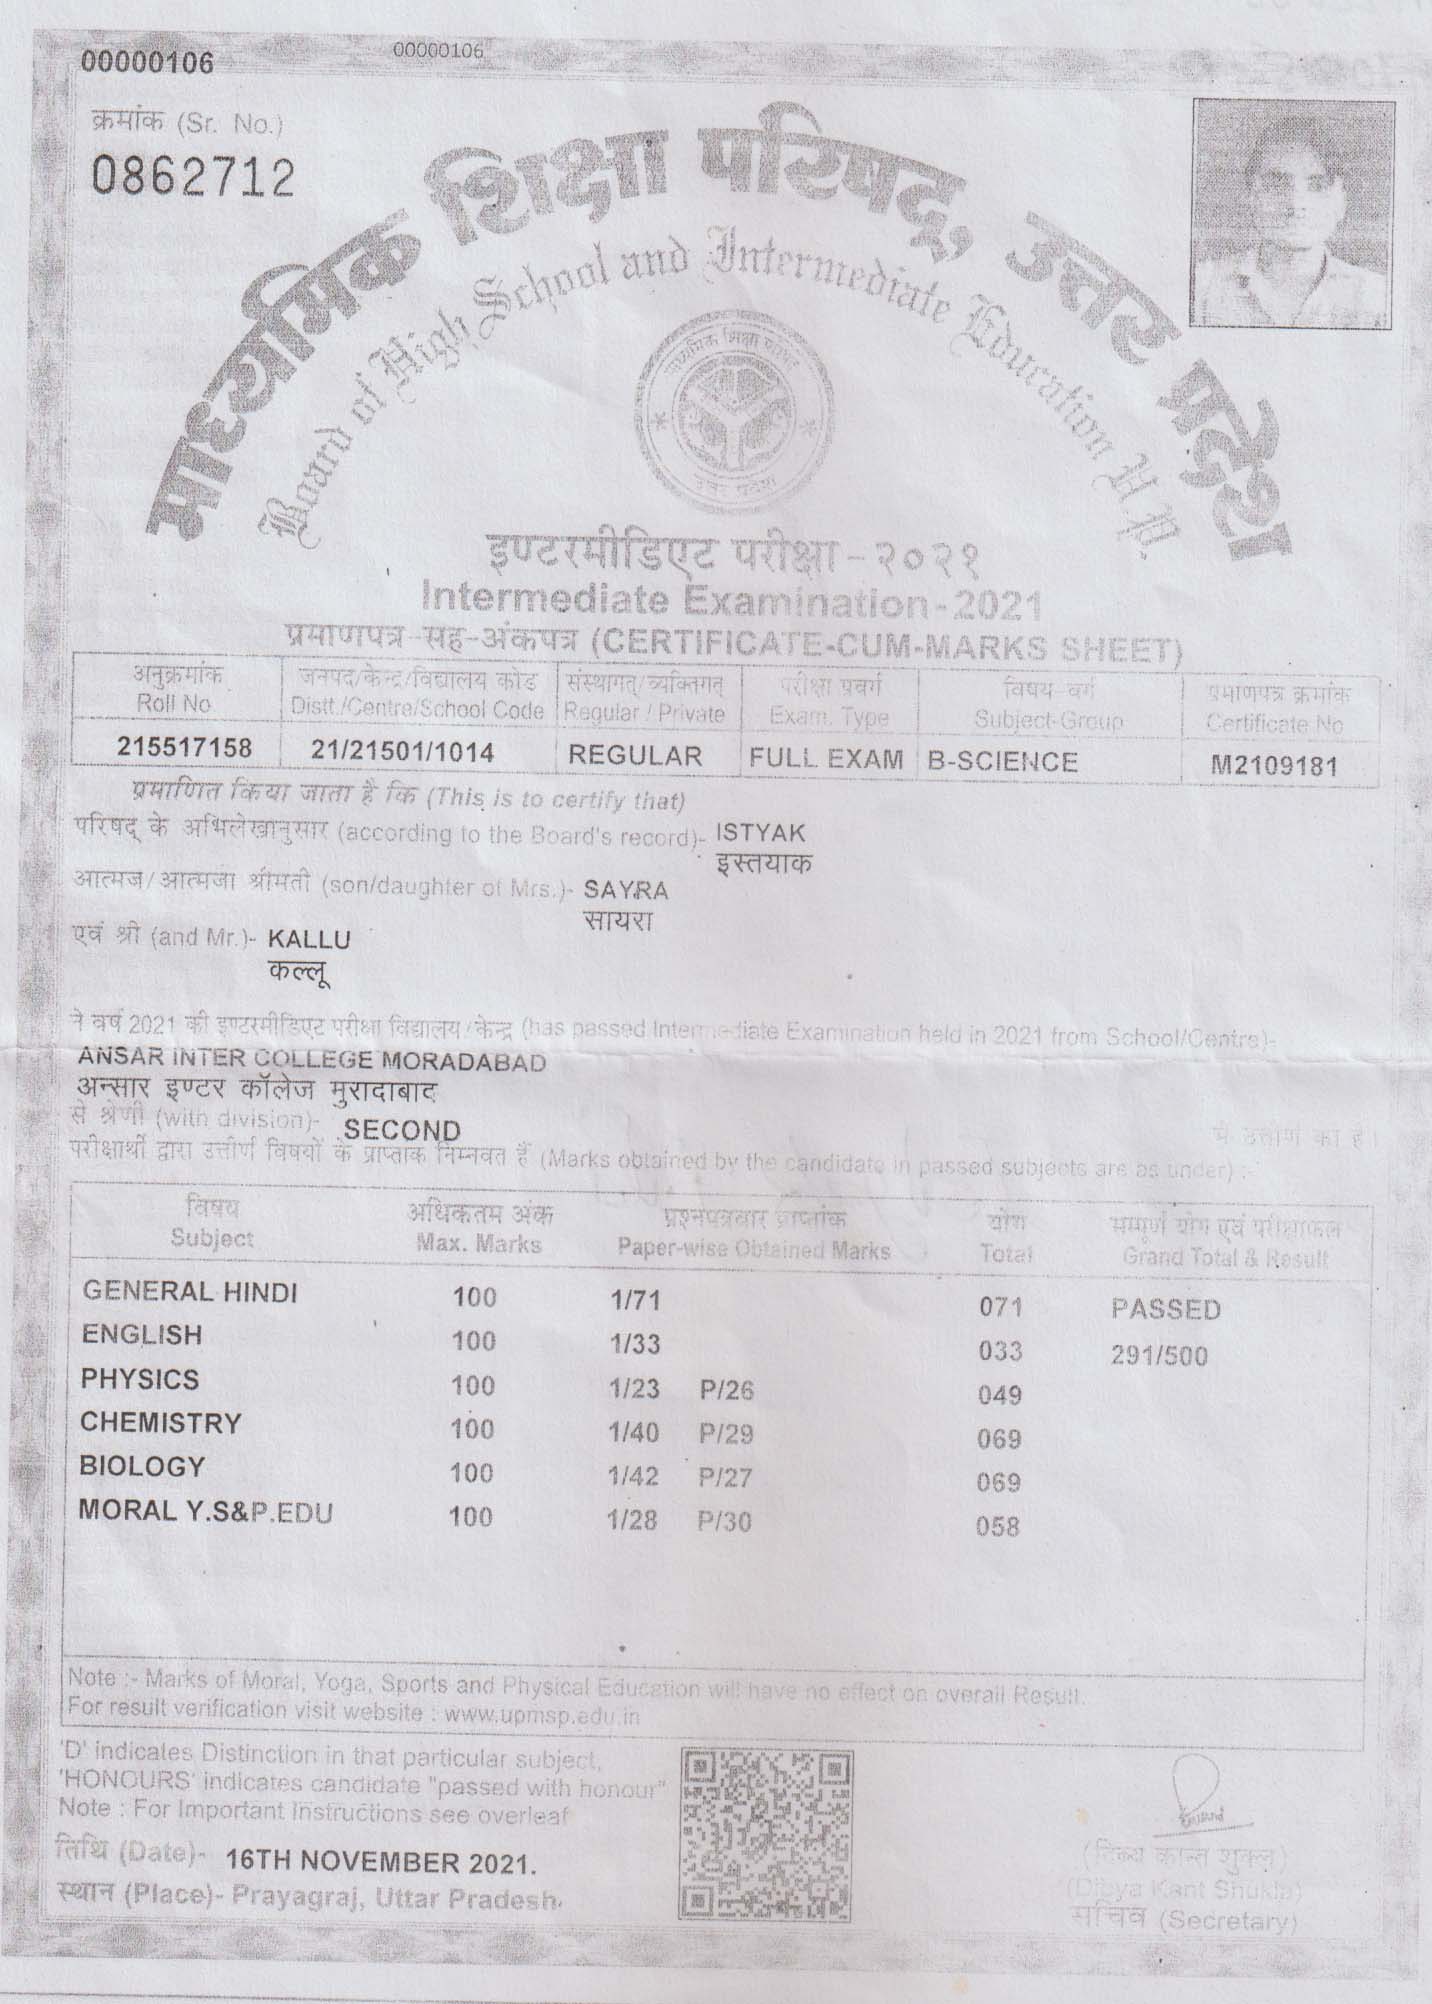 00000106
00000106
क्रमांक (Sr. No.)
0862712
माध्यमिक शिक्षा परिषद्, उत्तर प्रदेश
Board of High School and Intermediate Education U.P.
माध्यमिक शिक्षा परिषद
उत्तर प्रदेश
इण्टरमीडिएट परीक्षा - २०२१
Intermediate Examination-2021
प्रमाणपत्र-सह-अंकपत्र (CERTIFICATE-CUM-MARKS SHEET)
अनुक्रमांक जनपद/केन्द्र/विद्यालय कोड संस्थागत्/व्यक्तिगत् परीक्षा प्रवर्ग विषय-वर्ग प्रमाणपत्र क्रमांक
Roll No Distt./Centre/School Code Regular / Private Exam. Type Subject-Group Certificate No
215517158 21/21501/1014 REGULAR FULL EXAM B-SCIENCE M2109181
प्रमाणित किया जाता है कि (This is to certify that)
परिषद् के अभिलेखानुसार (according to the Board's record)- ISTYAK
इस्तयाक
आत्मज/आत्मजा श्रीमती (son/daughter of Mrs.)- SAYRA
सायरा
एवं श्री (and Mr.)- KALLU
कल्लू
ने वर्ष 2021 की इण्टरमीडिएट परीक्षा विद्यालय/केन्द्र (has passed Intermediate Examination held in 2021 from School/Centre)-
ANSAR INTER COLLEGE MORADABAD
अन्सार इण्टर कॉलेज मुरादाबाद
से श्रेणी (with division)- SECOND में उत्तीर्ण की है।
परीक्षार्थी द्वारा उत्तीर्ण विषयों के प्राप्तांक निम्नवत हैं (Marks obtained by the candidate in passed subjects are as under) :-
विषय अधिकतम अंक प्रश्नपत्रवार प्राप्तांक योग सम्पूर्ण योग एवं परीक्षाफल
Subject Max. Marks Paper-wise Obtained Marks Total Grand Total & Result
GENERAL HINDI 100 1/71 071 PASSED
ENGLISH 100 1/33 033 291/500
PHYSICS 100 1/23 P/26 049
CHEMISTRY 100 1/40 P/29 069
BIOLOGY 100 1/42 P/27 069
MORAL Y.S&P.EDU 100 1/28 P/30 058
Note :- Marks of Moral, Yoga, Sports and Physical Education will have no effect on overall Result.
For result verification visit website : www.upmsp.edu.in
'D' indicates Distinction in that particular subject,
'HONOURS' indicates candidate "passed with honour"
Note : For Important Instructions see overleaf
तिथि (Date)- 16TH NOVEMBER 2021.
स्थान (Place)- Prayagraj, Uttar Pradesh.
(दिव्य कान्त शुक्ल)
(Dibya Kant Shukla)
सचिव (Secretary)